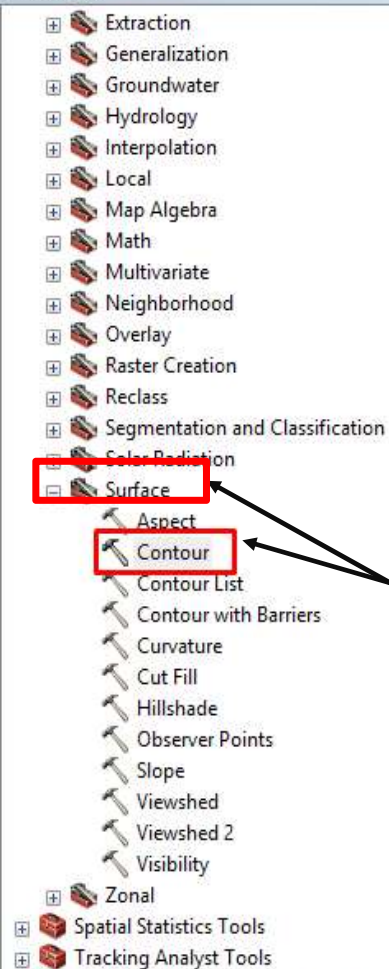 Extraction
Generalization
Groundwater
Hydrology
Interpolation
Local
Map Algebra
Math
Multivariate
Neighborhood
Overlay
Raster Creation
Reclass
Segmentation and Classification
Solar Radiation
Surface
Aspect
Contour
Contour List
Contour with Barriers
Curvature
Cut Fill
Hillshade
Observer Points
Slope
Viewshed
Viewshed 2
Visibility
Zonal
Spatial Statistics Tools
Tracking Analyst Tools